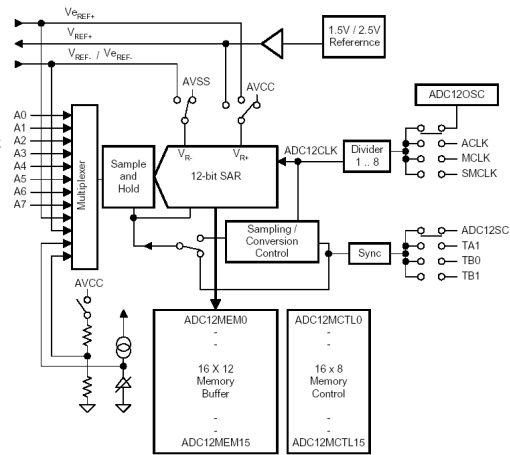 VeREF+
VREF+
VREF- / VeREF-
1.5V / 2.5V
Referernce
AVSS
AVCC
ADC12OSC
A0
A1
A2
A3
A4
A5
A6
A7
Multiplexer
Sample
and
Hold
VR-
VR+
12-bit SAR
ADC12CLK
Divider
1 .. 8
ACLK
MCLK
SMCLK
Sampling /
Conversion
Control
Sync
ADC12SC
TA1
TB0
TB1
AVCC
ADC12MEM0
-
-
16 X 12
Memory
Buffer
-
-
ADC12MEM15
ADC12MCTL0
-
-
16 x 8
Memory
Control
-
-
ADC12MCTL15